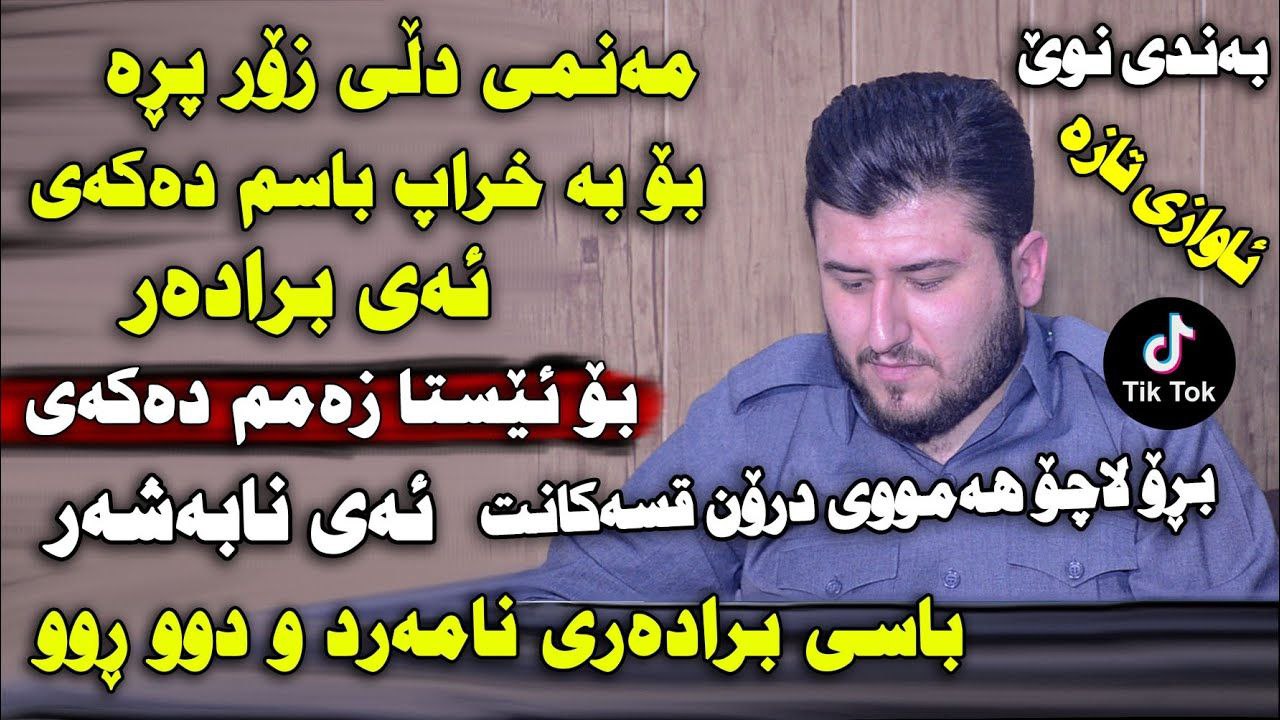 مەنمی دڵی زۆر پڕە
بۆ بە خراپ باسم دەکەی
ئەی برادەر
بۆ ئێستا زەمم دەکەی
ئەی نابەشەر
بڕۆ لاچۆ هەمووی درۆن قسەکانت
باسی برادەری نامەرد و دوو ڕوو
بەندی نوێ
ئاوازی تازە
Tik Tok